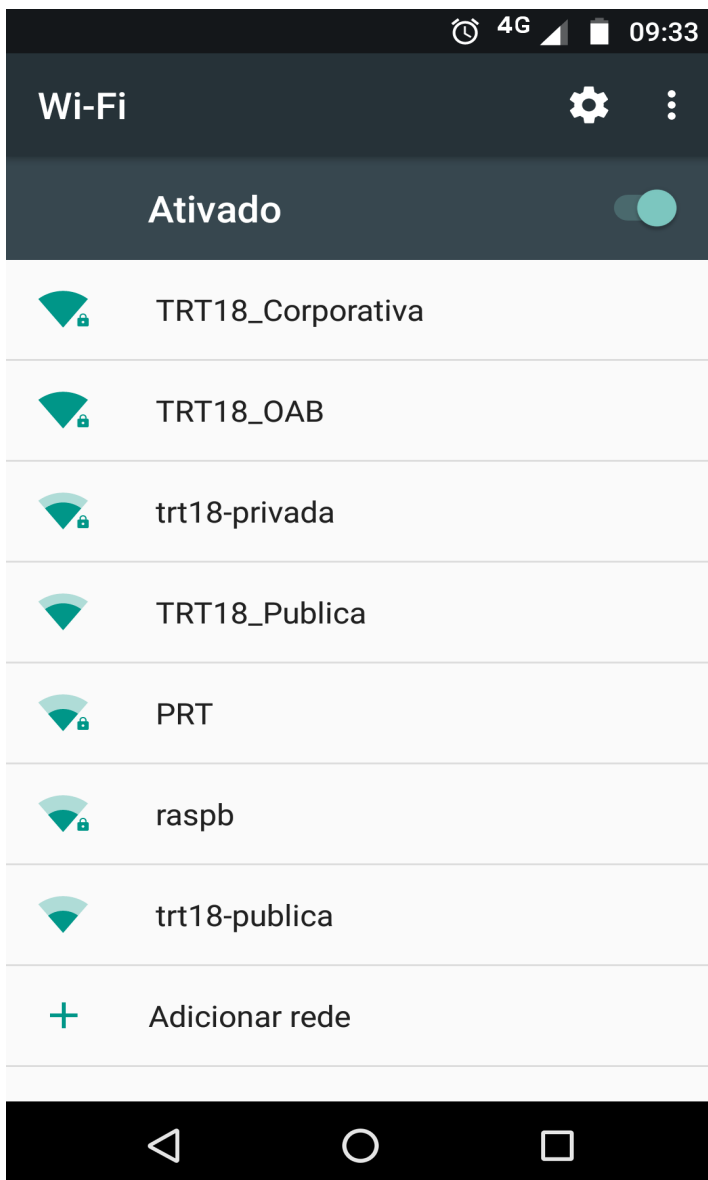 4G 09:33
Wi-Fi
Ativado
TRT18_Corporativa
TRT18_OAB
trt18-privada
TRT18_Publica
PRT
raspb
trt18-publica
Adicionar rede